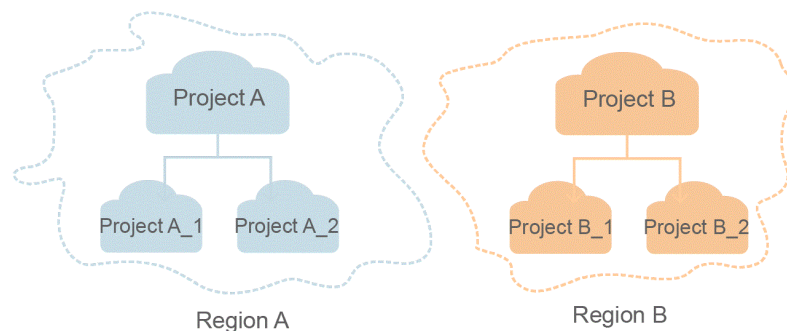 Project A
Project B
Project A_1
Project A_2
Project B_1
Project B_2
Region A
Region B